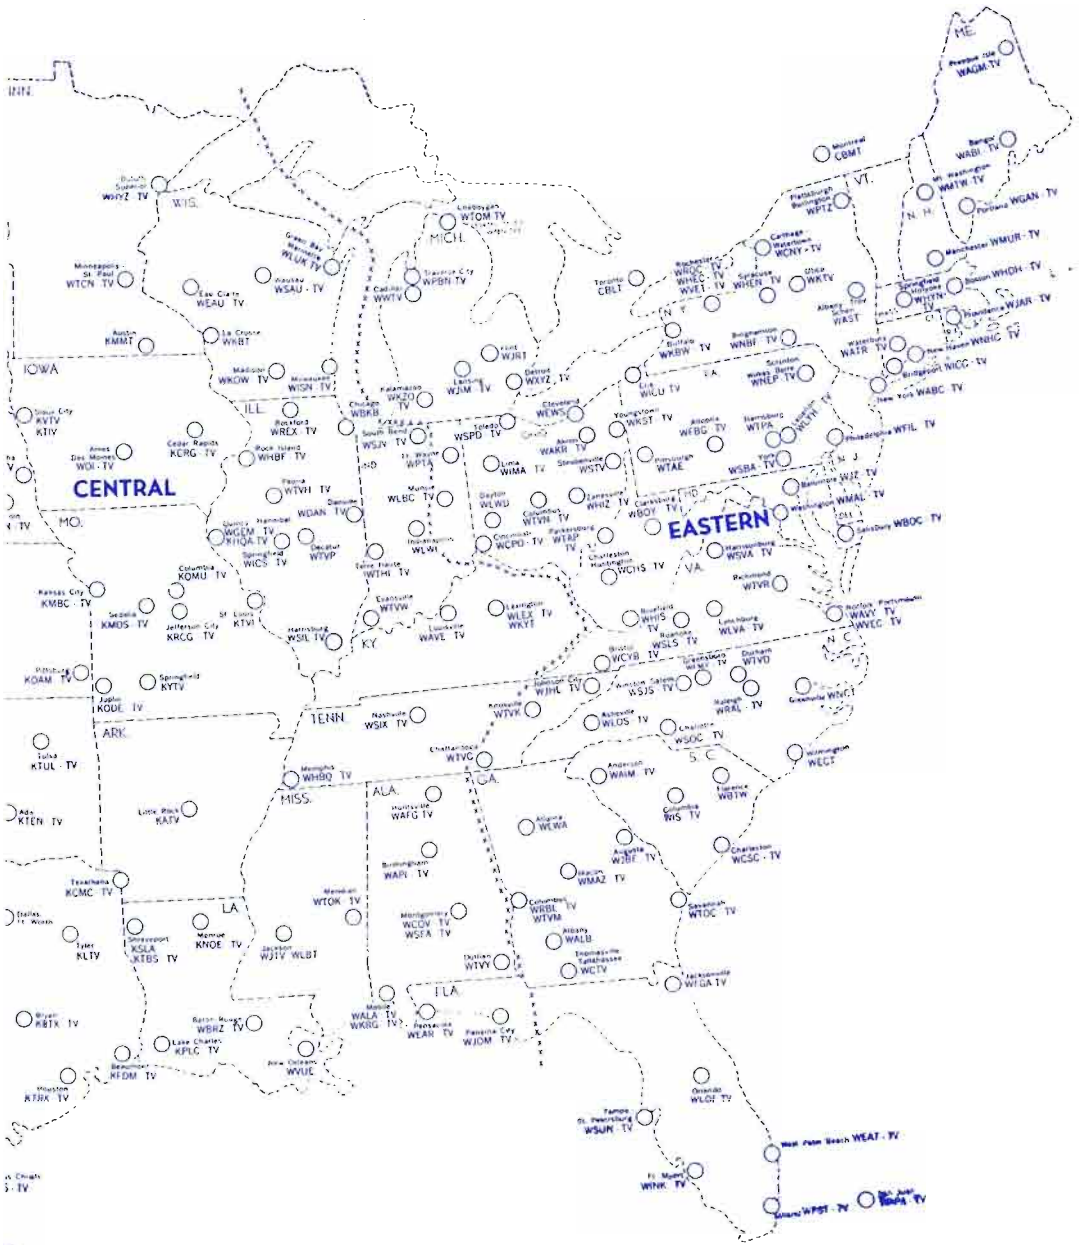 ME.
Presque Isle
WAGM-TV
INN.
Montreal
CBMT
Bangor
WABI-TV
Duluth
Superior
WIS.
VT.
Plattsburgh
Burlington
WPTZ
Mt Washington
WMTW-TV
N. H.
Portland WGAN-TV
Cheboygan
WTOM TV
MICH.
Green Bay
Marinette
WLUK TV
Carthage
Watertown
WCNY-TV
Manchester WMUR-TV
Minneapolis
St. Paul
WTCN TV
Eau Claire
WEAU TV
Wausau
WSAU-TV
Traverse City
WPBN TV
Cadillac
WWTV
Toronto
CBLT
Rochester
WROC TV
WHEC-TV
WVET-TV
Syracuse
WHEN TV
Utica
WKTV
Springfield
Holyoke
WHYN-TV
Boston WHDH-TV
Providence WJAR-TV
N Y
Albany
Troy
WAST
Austin
KMMT
La Crosse
WKBT
Buffalo
WKBW TV
Binghamton
WNBF TV
Waterbury
WATR TV
New Haven WNHC-TV
Bridgeport WICC-TV
New York WABC-TV
IOWA
Madison
WKOW TV
Milwaukee
WISN TV
Flint
WJRT
Lansing
WJIM TV
Detroit
WXYZ TV
Erie
WICU TV
PA.
Scranton
Wilkes Barre
WNEP TV
ILL.
Kalamazoo
WKZO
TV
Sioux City
KVTV
KTIV
Rockford
WREX TV
Chicago
WBKB
Cleveland
WEWS
Youngstown
WKST TV
Altoona
WFBG TV
Harrisburg
WTPA
Lancaster
WLYH TV
Philadelphia WFIL TV
Cedar Rapids
KCRG TV
South Bend
WSJV TV
Toledo
WSPD TV
Akron
WAKR TV
Ames
Des Moines
WOI-TV
Rock Island
WHBF TV
IND
Ft. Wayne
WPTA
Lima
WIMA TV
Steubenville
WSTV
Pittsburgh
WTAE
York
WSBA TV
N J
Baltimore WJZ TV
CENTRAL
Peoria
WTVH TV
Danville
WDAN TV
Muncie
WLBC TV
Dayton
WLWD
Columbus
WTVN TV
Zanesville
WHIZ TV
Clarksburg
WBOY TV
MD
Washington WMAL TV
MO.
EASTERN
DEL
Salisbury WBOC TV
Quincy Hannibal
WGEM TV
KHQA TV
Springfield
WICS TV
Decatur
WTVP
Indianapolis
WLWI
Cincinnati
WCPO TV
Parkersburg
WTAP
TV
Harrisonburg
WSVA TV
Columbia
KOMU TV
Terre Haute
WTHI TV
Charleston
Huntington
WCHS TV
VA.
Richmond
WTVR
Kansas City
KMBC TV
Sedalia
KMOS TV
Jefferson City
KRCG TV
St Louis
KTVI
Evansville
WTVW
Louisville
WAVE TV
Lexington
WLEX TV
WKYT
Bluefield
WHIS
TV
Roanoke
WSLS TV
Lynchburg
WLVA TV
Norfolk Portsmouth
WAVY TV
WVEC TV
Harrisburg
WSIL TV
KY
Bristol
WCYB TV
N C
Pittsburg
KOAM TV
Springfield
KYTV
Joplin
KODE TV
Johnson City
WJHL TV
Winston Salem
WSJS TV
Greensboro
Durham
WTVD
Raleigh
WRAL TV
Greenville WNCT
TENN
Nashville
WSIX TV
Knoxville
WTVK
Asheville
WLOS TV
Charlotte
WSOC TV
Wilmington
WECT
ARK.
Tulsa
KTUL-TV
Memphis
WHBQ TV
Chattanooga
WTVC
Anderson
WAIM TV
S. C.
Florence
WBTW
MISS.
ALA.
GA.
Huntsville
WAFG TV
Columbia
WIS TV
Ada
KTEN TV
Little Rock
KATV
Atlanta
WLWA
Charleston
WCSC-TV
Birmingham
WAPI TV
Augusta
WJBF TV
Macon
WMAZ TV
Texarkana
KCMC TV
LA.
Meridian
WTOK TV
Montgomery
WCOV TV
WSFA TV
Columbus
WRBL TV
WTVM
Savannah
WTOC TV
Dallas
Ft Worth
Tyler
KLTV
Shreveport
KSLA
KTBS TV
Monroe
KNOE TV
Jackson
WJTV WLBT
Albany
WALB
Dothan
WTVY
Thomasville
Tallahassee
WCTV
Jacksonville
WFGA TV
FLA.
Bryan
KBTX TV
Baton Rouge
WBRZ TV
Mobile
WALA TV
WKRG TV
Pensacola
WEAR TV
Panama City
WJDM TV
Lake Charles
KPLC TV
Beaumont
KFDM TV
New Orleans
WVUE
Houston
KTRK TV
Orlando
WLOF TV
Tampa
St. Petersburg
WSUN-TV
West Palm Beach WEAT-TV
Ft. Myers
WINK TV
Miami WPST-TV
San Juan
WAPA-TV